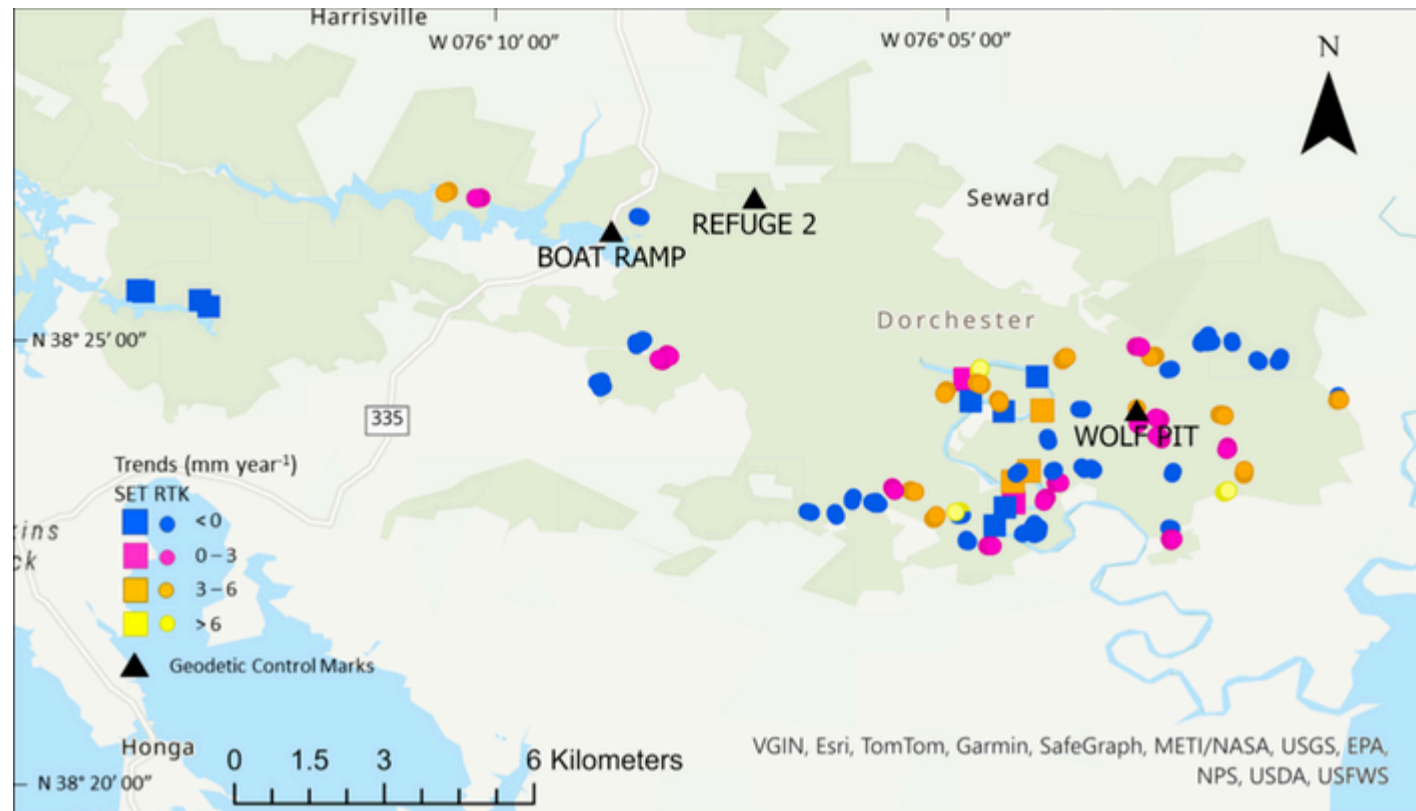 Harrisville
W 076° 10' 00"
W 076° 05' 00"
N
Seward
REFUGE 2
BOAT RAMP
Dorchester
N 38° 25' 00"
335
WOLF PIT
Trends (mm year⁻¹)
SET RTK
<0
0–3
3–6
>6
Geodetic Control Marks
Honga
0 1.5 3 6 Kilometers
N 38° 20' 00"
VGIN, Esri, TomTom, Garmin, SafeGraph, METI/NASA, USGS, EPA,
NPS, USDA, USFWS